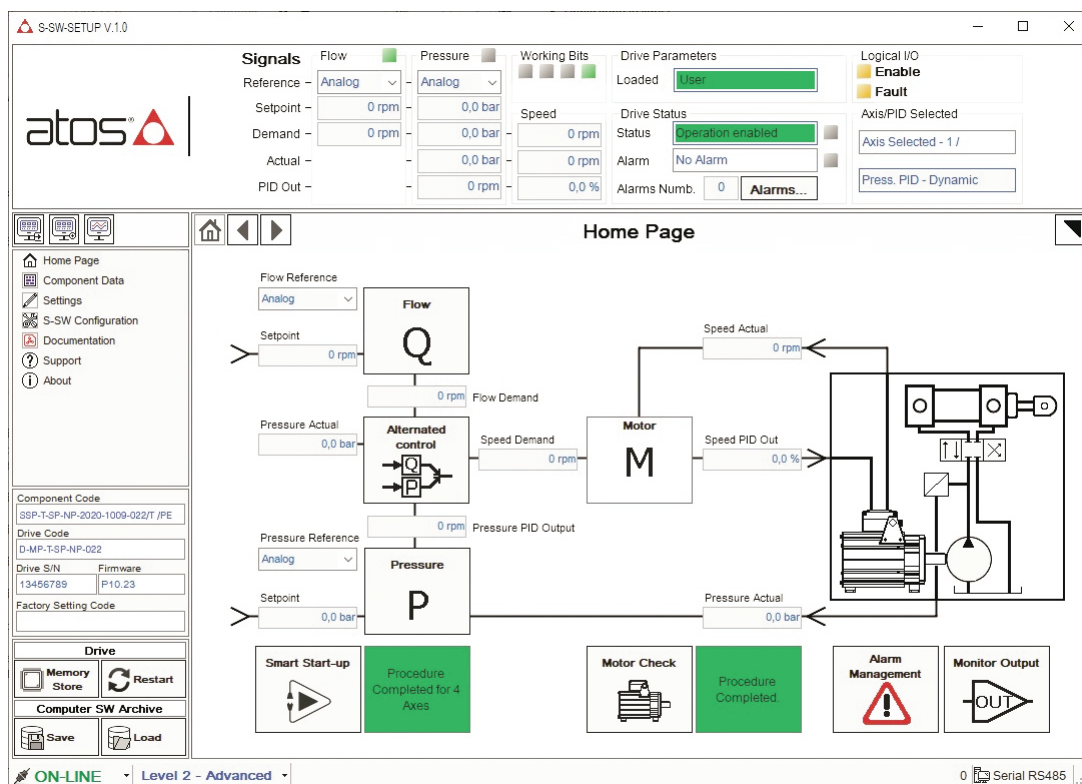 S-SW-SETUP V.1.0
atos®
Signals
Flow
Pressure
Working Bits
Drive Parameters
Logical I/O
Reference
Analog
Analog
Loaded
User
Enable
Fault
Setpoint
0 rpm
0,0 bar
Speed
Drive Status
Axis/PID Selected
Demand
0 rpm
0,0 bar
0 rpm
Status
Operation enabled
Axis Selected - 1 /
Actual
0,0 bar
0 rpm
Alarm
No Alarm
PID Out
0 rpm
0,0 %
Alarms Numb.
0
Alarms...
Press. PID - Dynamic
Home Page
Home Page
Component Data
Settings
S-SW Configuration
Documentation
Support
About
Component Code
SSP-T-SP-NP-2020-1009-022/T /PE
Drive Code
D-MP-T-SP-NP-022
Drive S/N
Firmware
13456789
P10.23
Factory Setting Code
Drive
Memory
Store
Restart
Computer SW Archive
Save
Load
Flow Reference
Analog
Flow
Q
Setpoint
0 rpm
Speed Actual
0 rpm
0 rpm
Flow Demand
Pressure Actual
0,0 bar
Alternated
control
Q
P
Speed Demand
0 rpm
Motor
M
Speed PID Out
0,0 %
0 rpm
Pressure PID Output
Pressure Reference
Analog
Pressure
P
Setpoint
0,0 bar
Pressure Actual
0,0 bar
Smart Start-up
Procedure
Completed for 4
Axes
Motor Check
Procedure
Completed.
Alarm
Management
Monitor Output
OUT
ON-LINE
Level 2 - Advanced
0
Serial RS485